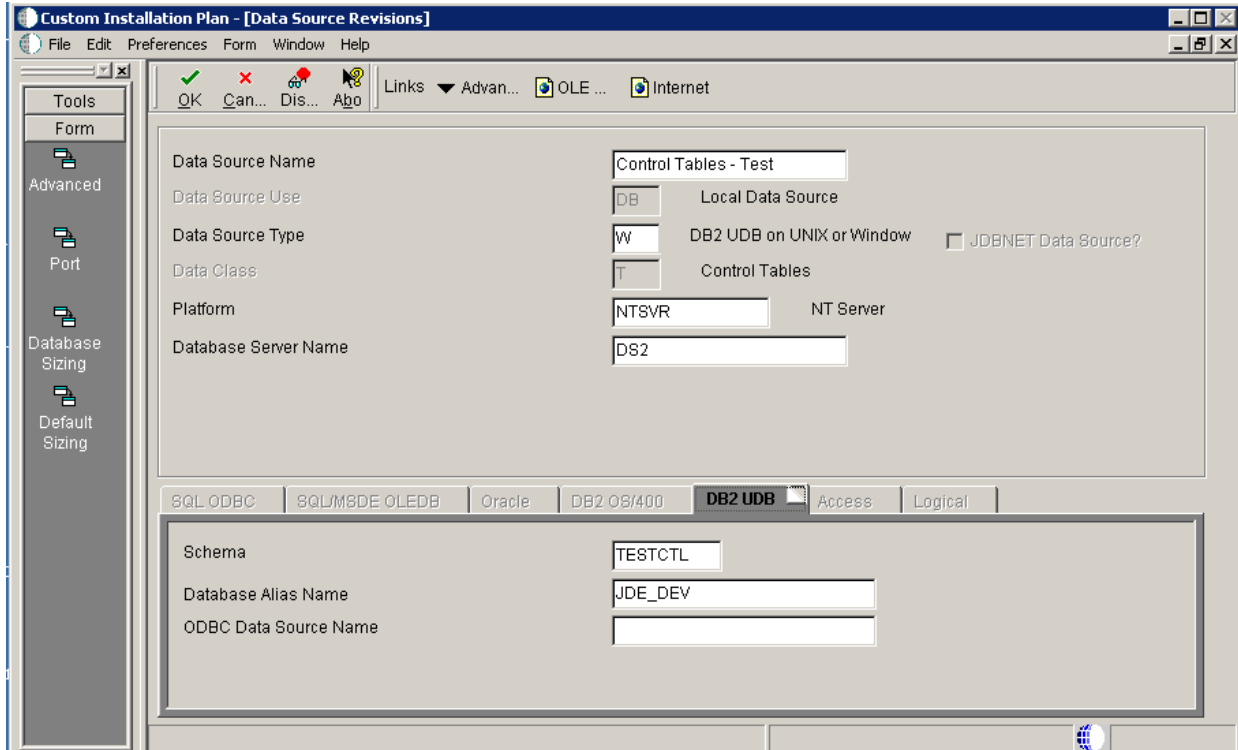 Custom Installation Plan - [Data Source Revisions]
File Edit Preferences Form Window Help
Tools
Form
Advanced
Port
Database
Sizing
Default
Sizing
OK Can... Dis... Abo Links Advan... OLE ... Internet
Data Source Name Control Tables - Test
Data Source Use DB Local Data Source
Data Source Type W DB2 UDB on UNIX or Window JDBNET Data Source?
Data Class T Control Tables
Platform NTSVR NT Server
Database Server Name DS2
SQL ODBC SQL/MSDE OLEDB Oracle DB2 OS/400 DB2 UDB Access Logical
Schema TESTCTL
Database Alias Name JDE_DEV
ODBC Data Source Name